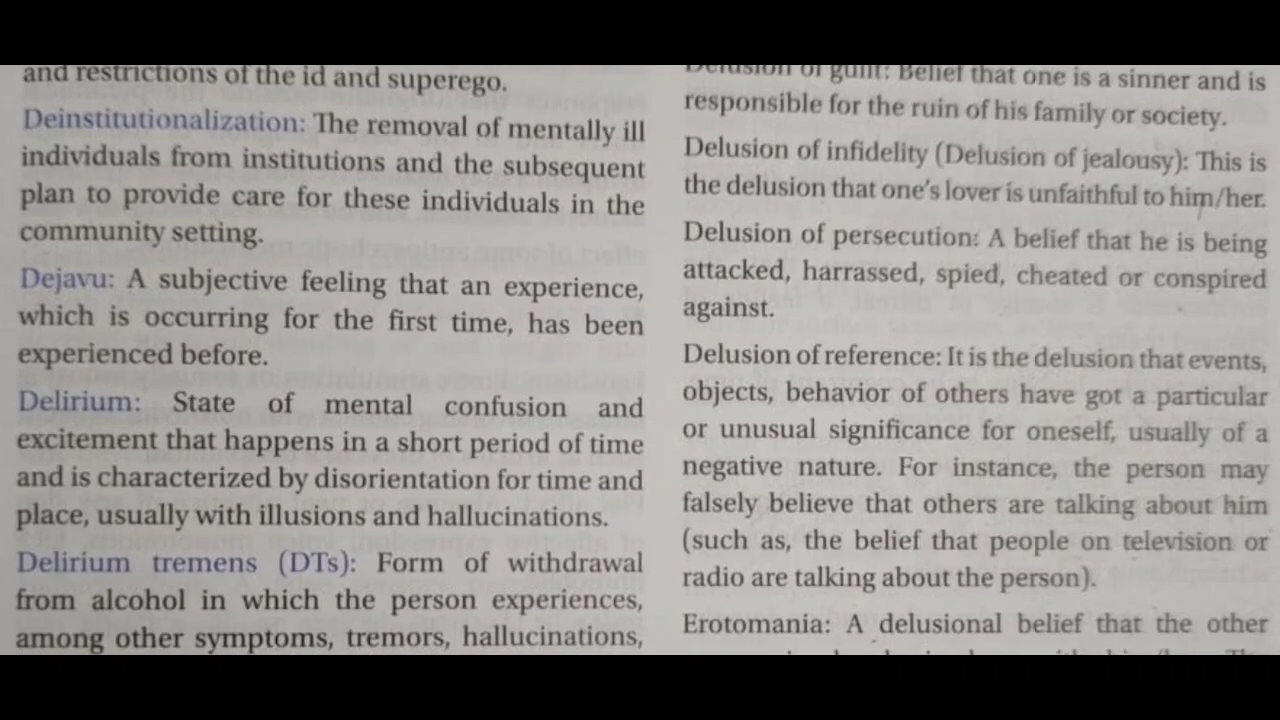 and restrictions of the id and superego.
Deinstitutionalization: The removal of mentally ill
individuals from institutions and the subsequent
plan to provide care for these individuals in the
community setting.
Dejavu: A subjective feeling that an experience,
which is occurring for the first time, has been
experienced before.
Delirium: State of mental confusion and
excitement that happens in a short period of time
and is characterized by disorientation for time and
place, usually with illusions and hallucinations.
Delirium tremens (DTs): Form of withdrawal
from alcohol in which the person experiences,
among other symptoms, tremors, hallucinations,
Delusion of guilt: Belief that one is a sinner and is
responsible for the ruin of his family or society.
Delusion of infidelity (Delusion of jealousy): This is
the delusion that one's lover is unfaithful to him/her.
Delusion of persecution: A belief that he is being
attacked, harrassed, spied, cheated or conspired
against.
Delusion of reference: It is the delusion that events,
objects, behavior of others have got a particular
or unusual significance for oneself, usually of a
negative nature. For instance, the person may
falsely believe that others are talking about him
(such as, the belief that people on television or
radio are talking about the person).
Erotomania: A delusional belief that the other